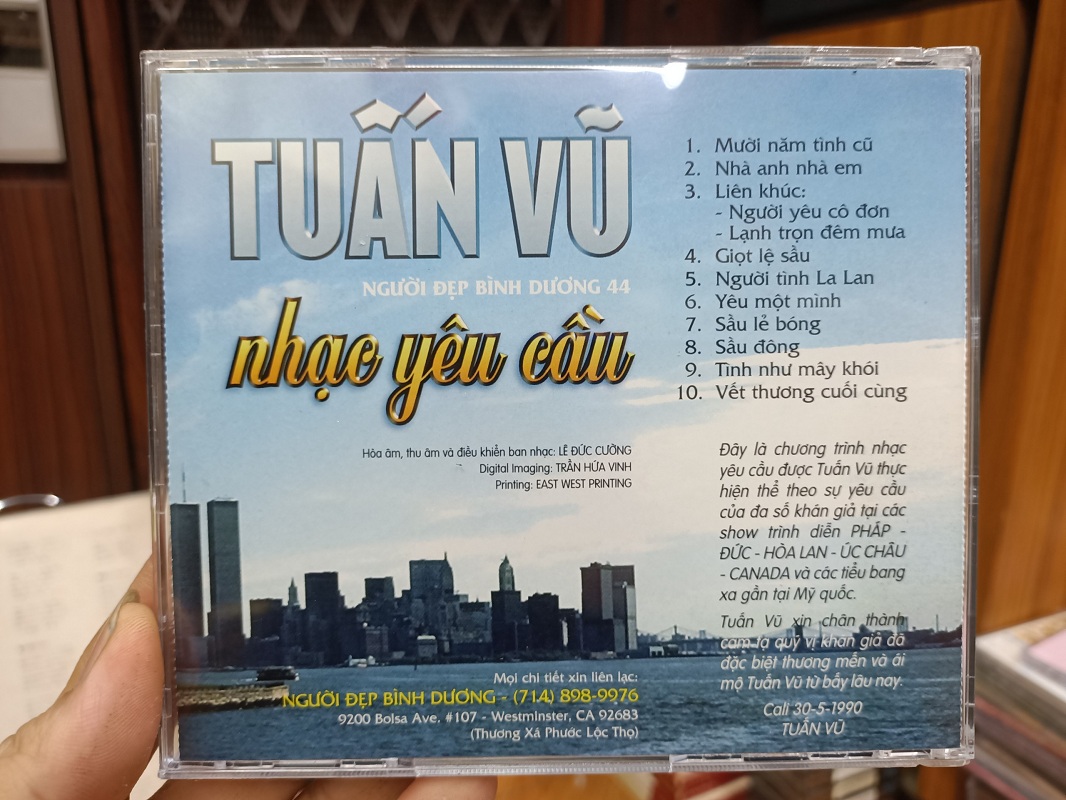 TUẤN VŨ
NGƯỜI ĐẸP BÌNH DƯƠNG 44
nhạc yêu cầu
Hòa âm, thu âm và điều khiển ban nhạc: LÊ ĐỨC CƯỜNG
Digital Imaging: TRẦN HỨA VINH
Printing: EAST WEST PRINTING
1. Mười năm tình cũ
2. Nhà anh nhà em
3. Liên khúc:
- Người yêu cô đơn
- Lạnh trọn đêm mưa
4. Giọt lệ sầu
5. Người tình La Lan
6. Yêu một mình
7. Sầu lẻ bóng
8. Sầu đông
9. Tình như mây khói
10. Vết thương cuối cùng
Đây là chương trình nhạc
yêu cầu được Tuấn Vũ thực
hiện thể theo sự yêu cầu
của đa số khán giả tại các
show trình diễn PHÁP -
ĐỨC - HÒA LAN - ÚC CHÂU
- CANADA và các tiểu bang
xa gần tại Mỹ quốc.
Tuấn Vũ xin chân thành
cảm tạ quý vị khán giả đã
đặc biệt thương mến và ái
mộ Tuấn Vũ từ bấy lâu nay.
Cali 30-5-1990
TUẤN VŨ
Mọi chi tiết xin liên lạc:
NGƯỜI ĐẸP BÌNH DƯƠNG - (714) 898-9976
9200 Bolsa Ave. #107 - Westminster, CA 92683
(Thương Xá Phước Lộc Thọ)